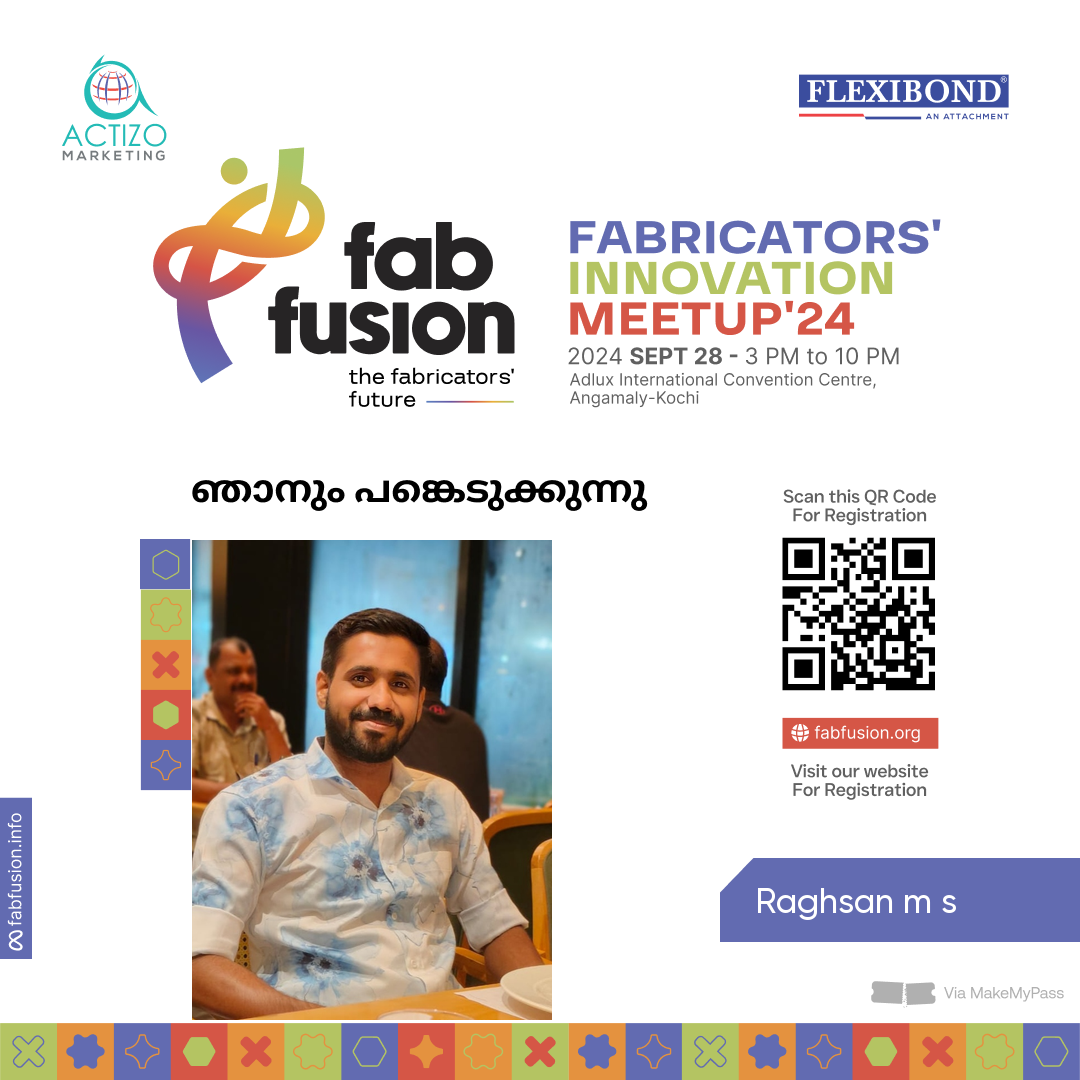 ACTIZO
MARKETING
FLEXIBOND®
AN ATTACHMENT
fab
fusion
the fabricators'
future
FABRICATORS'
INNOVATION
MEETUP'24
2024 SEPT 28 - 3 PM to 10 PM
Adlux International Convention Centre,
Angamaly-Kochi
ഞാനും പങ്കെടുക്കുന്നു
Scan this QR Code
For Registration
fabfusion.org
Visit our website
For Registration
fabfusion.info
Raghsan m s
Via MakeMyPass